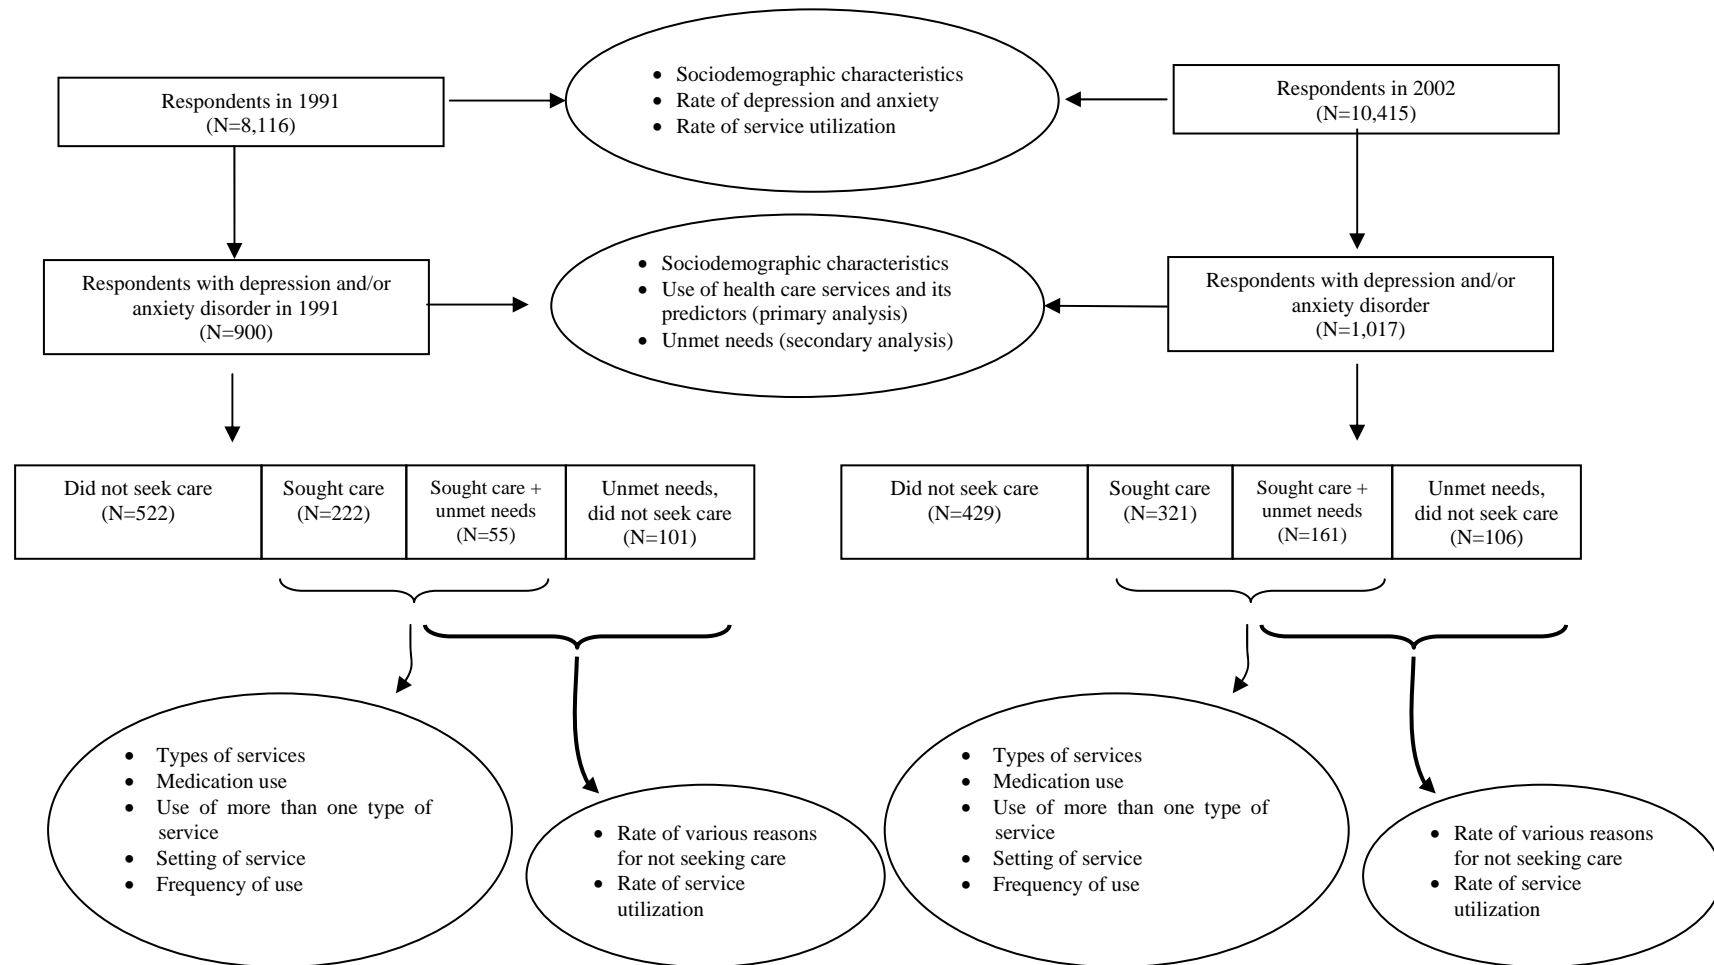 • Sociodemographic characteristics
• Rate of depression and anxiety
• Rate of service utilization
Respondents in 1991
(N=8,116)
Respondents in 2002
(N=10,415)
• Sociodemographic characteristics
• Use of health care services and its
predictors (primary analysis)
• Unmet needs (secondary analysis)
Respondents with depression and/or
anxiety disorder in 1991
(N=900)
Respondents with depression and/or
anxiety disorder
(N=1,017)
Did not seek care
(N=522)
Sought care
(N=222)
Sought care +
unmet needs
(N=55)
Unmet needs,
did not seek care
(N=101)
Did not seek care
(N=429)
Sought care
(N=321)
Sought care +
unmet needs
(N=161)
Unmet needs,
did not seek care
(N=106)
• Types of services
• Medication use
• Use of more than one type of
service
• Setting of service
• Frequency of use
• Rate of various reasons
for not seeking care
• Rate of service
utilization
• Types of services
• Medication use
• Use of more than one type of
service
• Setting of service
• Frequency of use
• Rate of various reasons
for not seeking care
• Rate of service
utilization